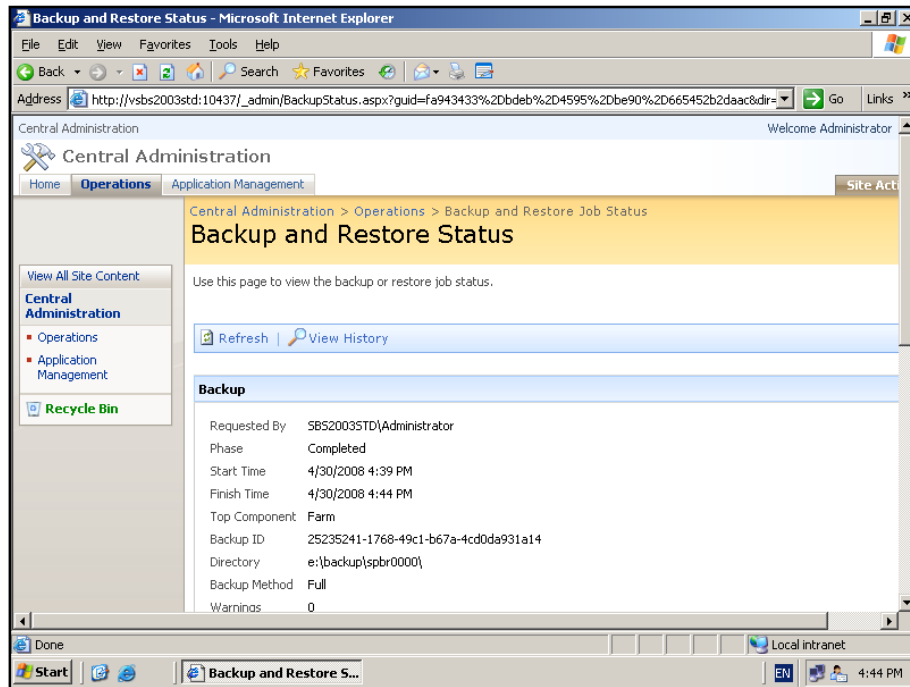 Backup and Restore Status - Microsoft Internet Explorer
File Edit View Favorites Tools Help
Back Search Favorites
Address http://vsbs2003std:10437/_admin/BackupStatus.aspx?guid=fa943433%2Dbdeb%2D4595%2Dbe90%2D665452b2daac&dir= Go Links »
Central Administration Welcome Administrator
Central Administration
Home Operations Application Management Site Acti
Central Administration > Operations > Backup and Restore Job Status
Backup and Restore Status
View All Site Content
Central Administration
Operations
Application Management
Recycle Bin
Use this page to view the backup or restore job status.
Refresh | View History
Backup
Requested By SBS2003STD\Administrator
Phase Completed
Start Time 4/30/2008 4:39 PM
Finish Time 4/30/2008 4:44 PM
Top Component Farm
Backup ID 25235241-1768-49c1-b67a-4cd0da931a14
Directory e:\backup\spbr0000\
Backup Method Full
Warnings 0
Done Local intranet
Start Backup and Restore S... EN 4:44 PM